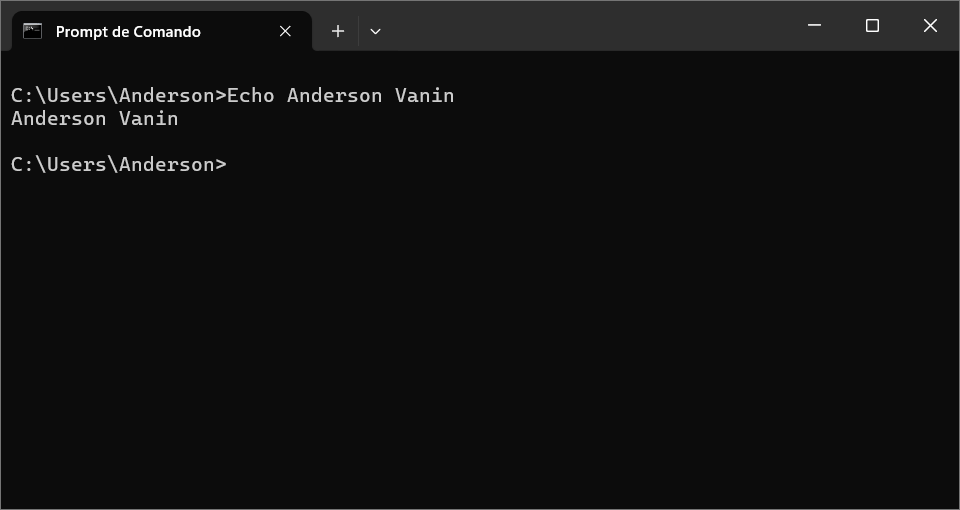 Prompt de Comando
C:\Users\Anderson>Echo Anderson Vanin
Anderson Vanin
C:\Users\Anderson>